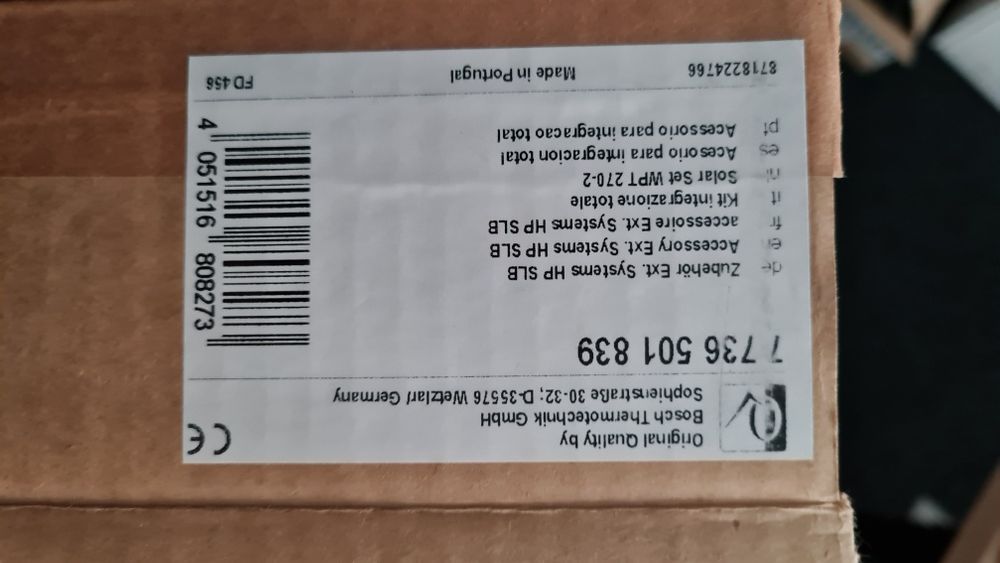 Original Quality by
Bosch Thermotechnik GmbH
Sophienstraße 30-32; D-35576 Wetzlar/ Germany
CE
7 736 501 839
de Zubehör Ext. Systems HP SLB
en Accessory Ext. Systems HP SLB
fr accessoire Ext. Systems HP SLB
it Kit integrazione totale
nl Solar Set WPT 270-2
es Acesorio para integracion total
pt Acessorio para integracao total
4 051516 808273
8718224766 Made in Portugal FD 456